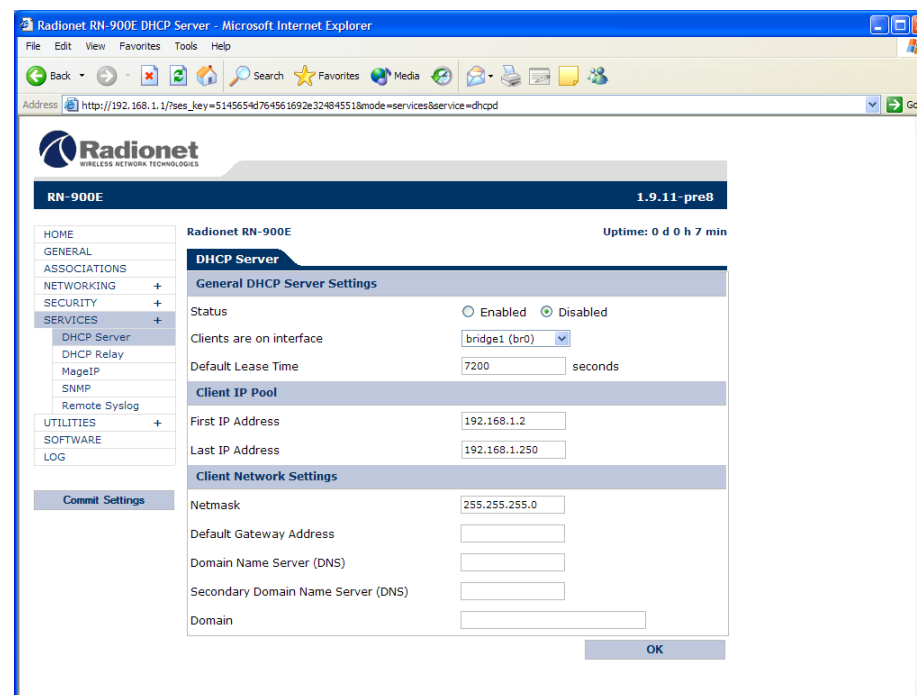 Radionet RN-900E DHCP Server - Microsoft Internet Explorer
File Edit View Favorites Tools Help
Back Search Favorites Media
Address http://192.168.1.1/?ses_key=5145654d764561692e32484551&mode=services&service=dhcpd Go
Radionet
WIRELESS NETWORK TECHNOLOGIES
RN-900E 1.9.11-pre8
HOME
GENERAL
ASSOCIATIONS
NETWORKING +
SECURITY +
SERVICES +
DHCP Server
DHCP Relay
MageIP
SNMP
Remote Syslog
UTILITIES +
SOFTWARE
LOG
Commit Settings
Radionet RN-900E Uptime: 0 d 0 h 7 min
DHCP Server
General DHCP Server Settings
Status Enabled Disabled
Clients are on interface bridge1 (br0)
Default Lease Time 7200 seconds
Client IP Pool
First IP Address 192.168.1.2
Last IP Address 192.168.1.250
Client Network Settings
Netmask 255.255.255.0
Default Gateway Address
Domain Name Server (DNS)
Secondary Domain Name Server (DNS)
Domain
OK